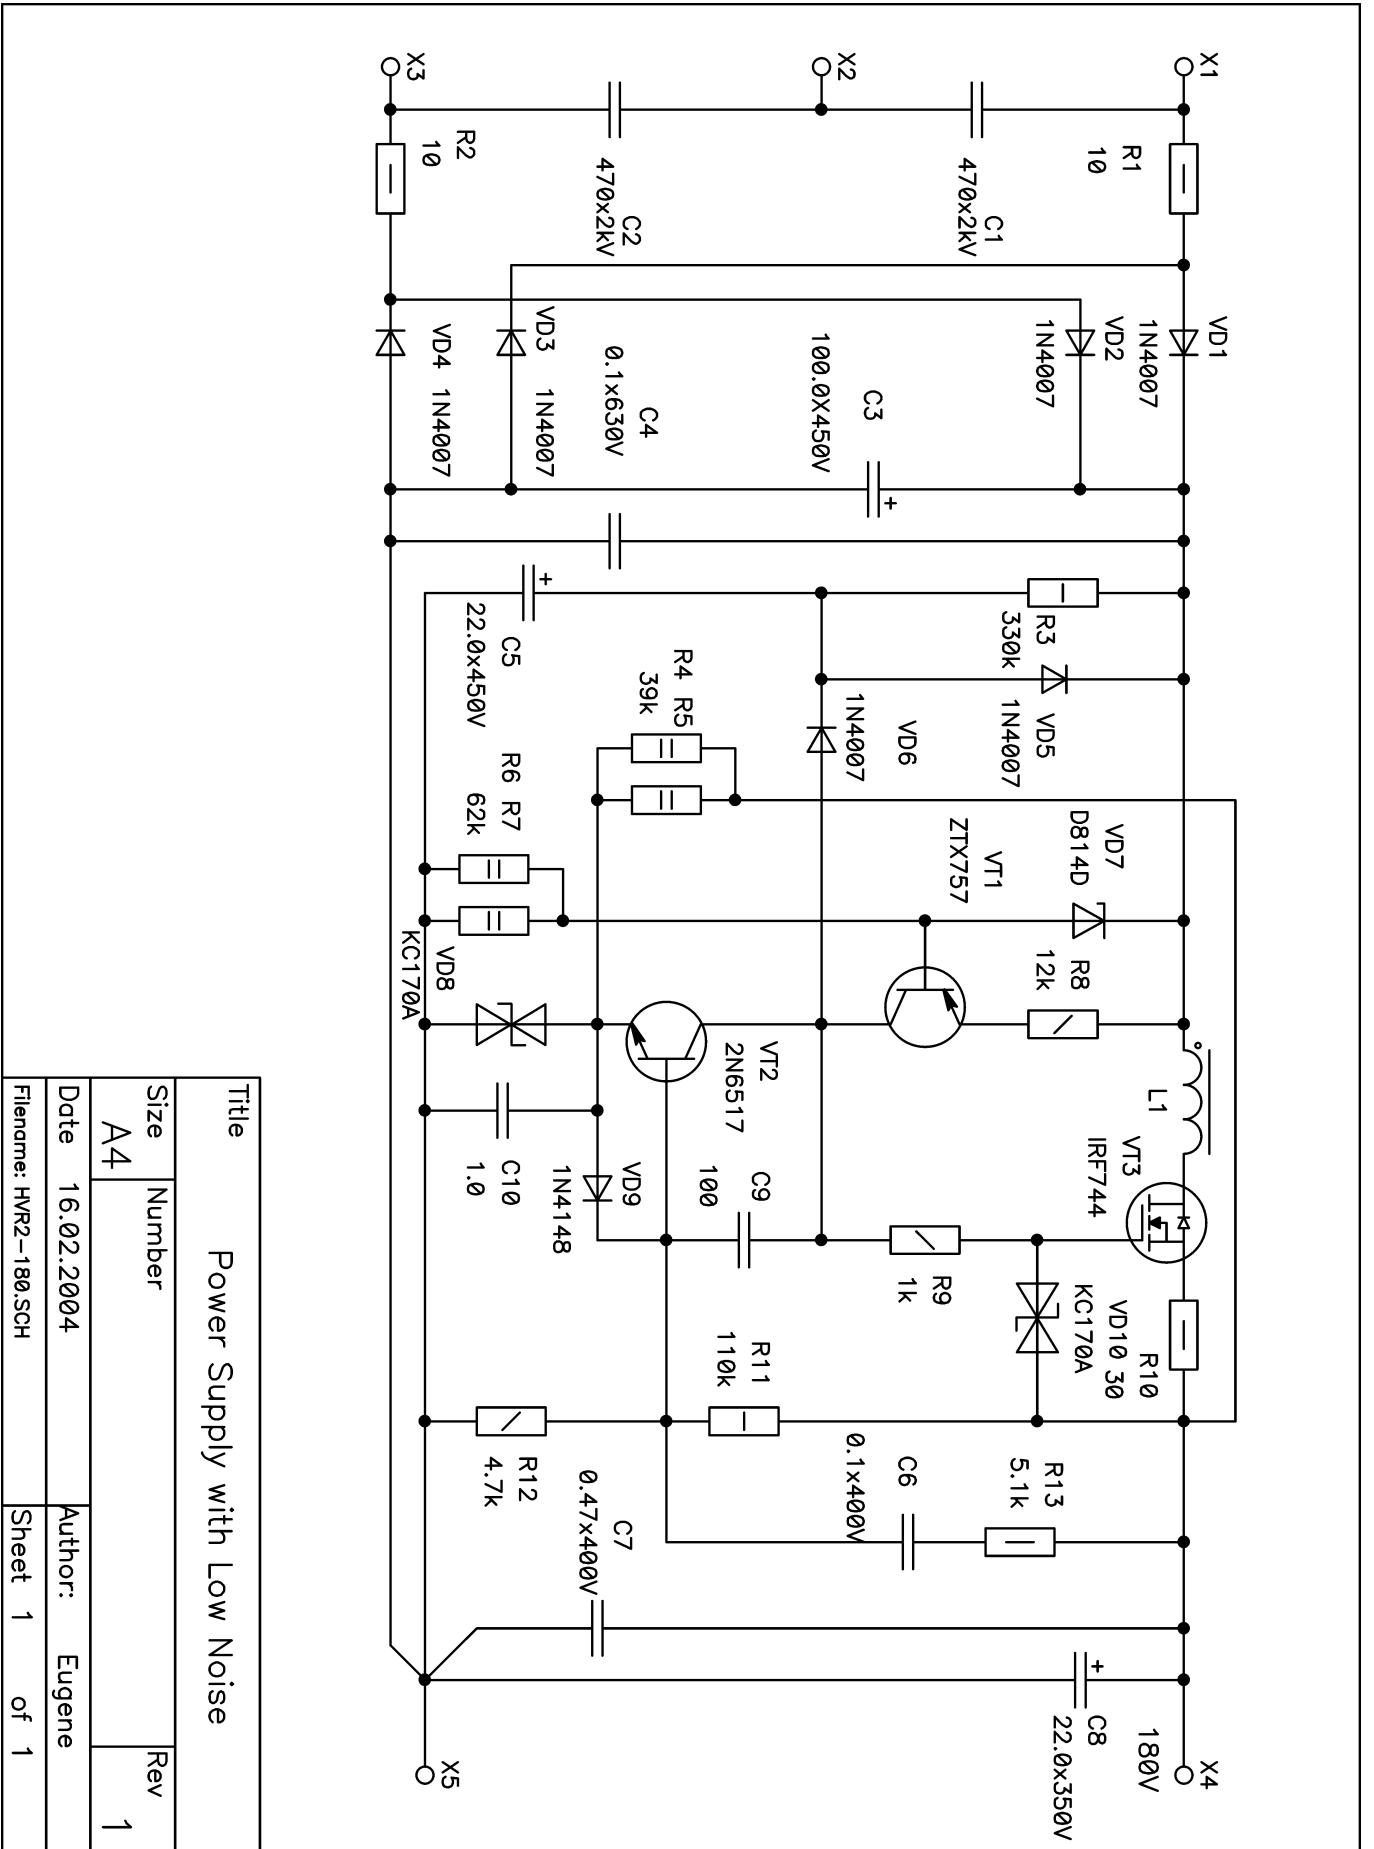 X1
R1
10
C1
470x2kV
X2
C2
470x2kV
X3
R2
10
VD1
1N4007
VD2
1N4007
C3
100.0X450V
+
C4
0.1x630V
VD3
1N4007
VD4 1N4007
R3
330k
VD5
1N4007
VD6
1N4007
R4 R5
39k
C5
22.0x450V
+
R6 R7
62k
VD7
D814D
VT1
ZTX757
R8
12k
VD8
KC170A
VT2
2N6517
L1
VT3
IRF744
C9
100
VD9
1N4148
C10
1.0
R9
1k
R10
VD10 30
KC170A
R11
110k
R12
4.7k
R13
5.1k
C6
0.1x400V
C7
0.47x400V
+
C8
22.0x350V
X4
180V
X5
Title
Power Supply with Low Noise
Size
A4
Number
Rev
1
Date 16.02.2004
Author: Eugene
Filename: HVR2-180.SCH
Sheet 1 of 1